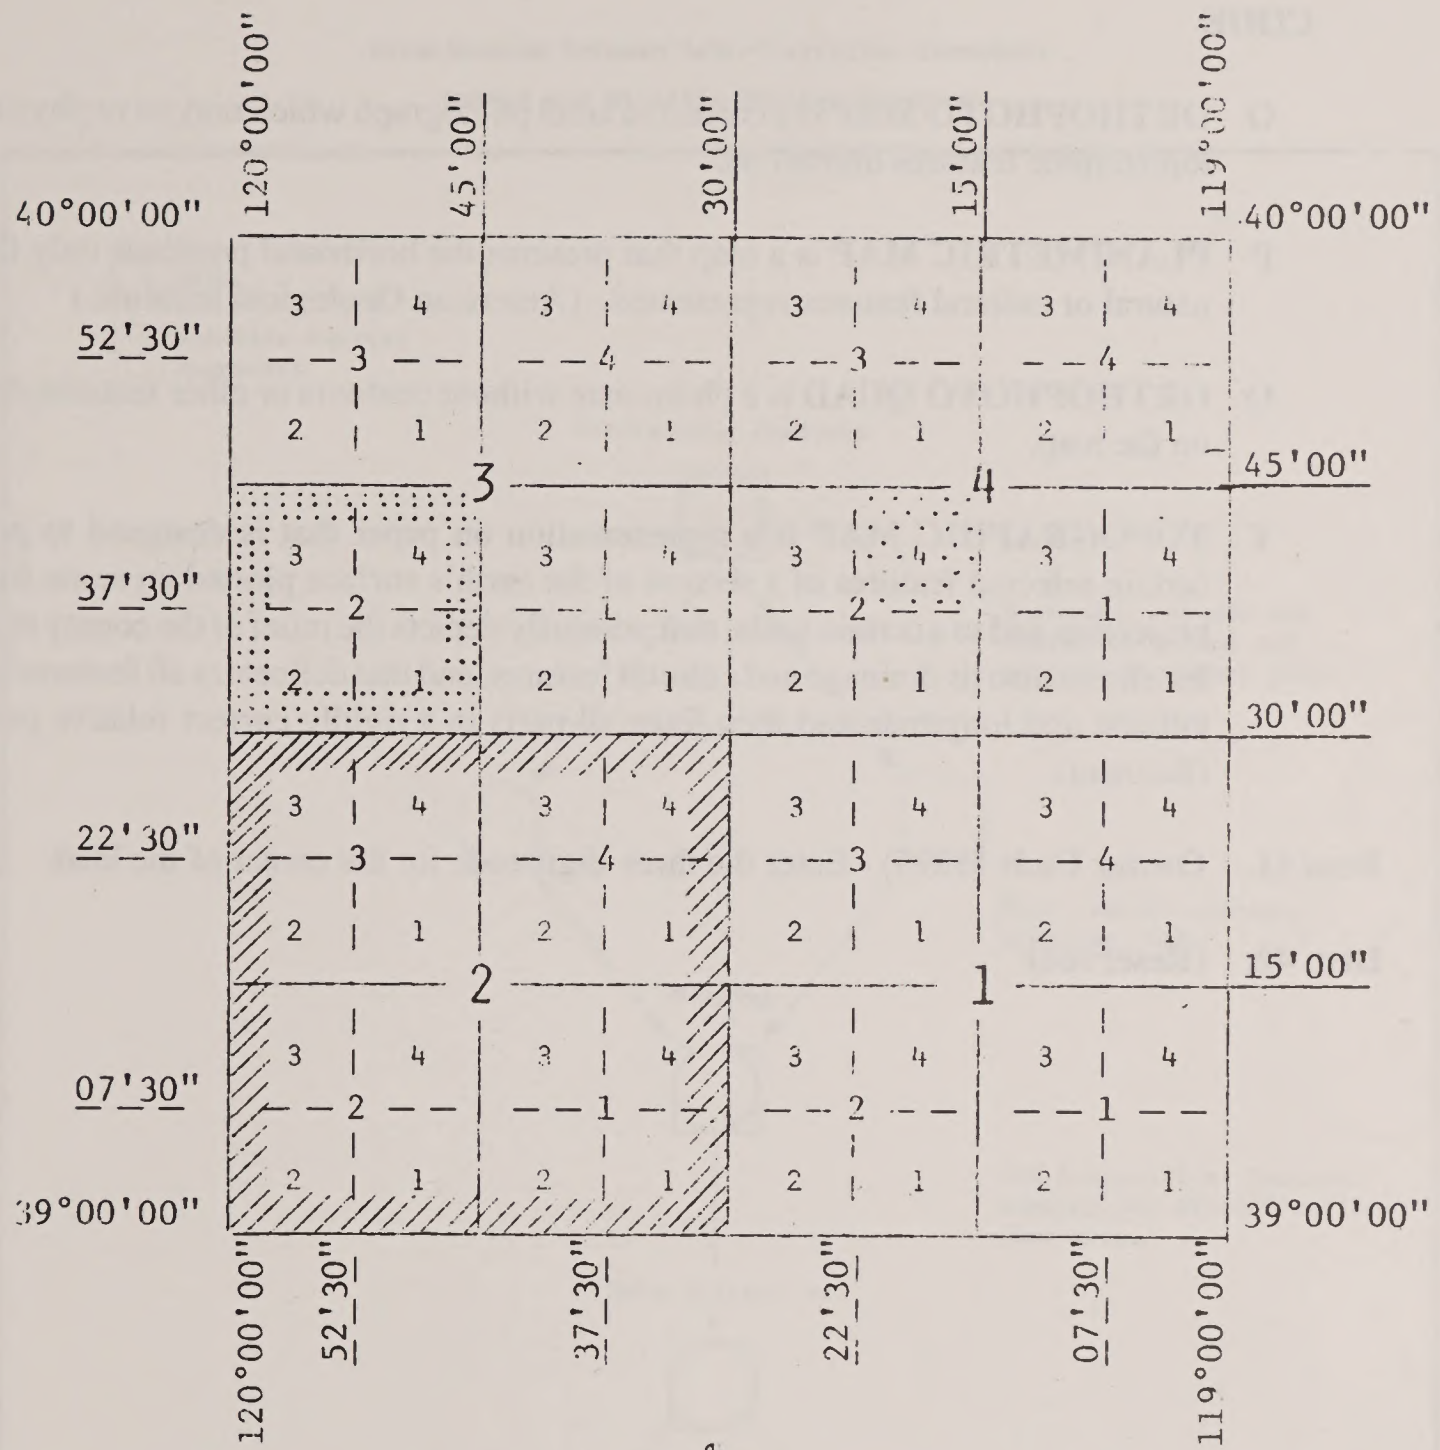 120°00'00" 45'00" 30'00" 15'00" 119°00'00"
40°00'00" 40°00'00"
3 4 3 4 3 4 3 4
52'30" 3 4 3 4
2 1 2 1 2 1 2 1
3 4 45'00"
3 4 3 4 3 4 3 4
37'30" 2 1 2 1
2 1 2 1 2 1 2 1
30'00"
3 4 3 4 3 4 3 4
22'30" 3 4 3 4
2 1 2 1 2 1 2 1
2 1 15'00"
3 4 3 4 3 4 3 4
07'30" 2 1 2 1
2 1 2 1 2 1 2 1
39°00'00" 39°00'00"
120°00'00" 52'30" 37'30" 22'30" 07'30" 119°00'00"